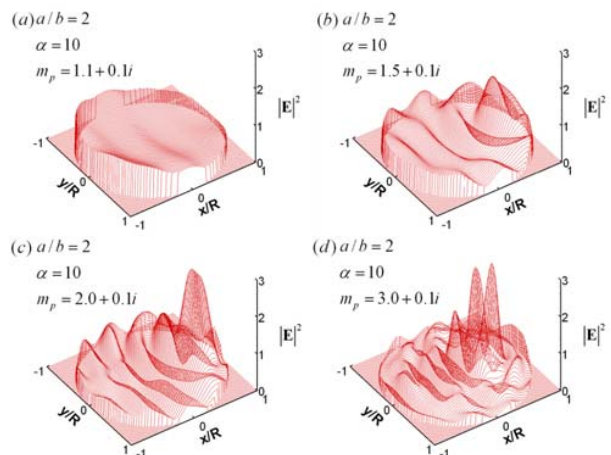 (a) a/b = 2
α = 10
m_p = 1.1+0.1i
3
2
1
0
|E|²
-1
0
1
y/R
-1
0
1
x/R
(b) a/b = 2
α = 10
m_p = 1.5+0.1i
3
2
1
0
|E|²
-1
0
1
y/R
-1
0
1
x/R
(c) a/b = 2
α = 10
m_p = 2.0+0.1i
3
2
1
0
|E|²
-1
0
1
y/R
-1
0
1
x/R
(d) a/b = 2
α = 10
m_p = 3.0+0.1i
3
2
1
0
|E|²
-1
0
1
y/R
-1
0
1
x/R